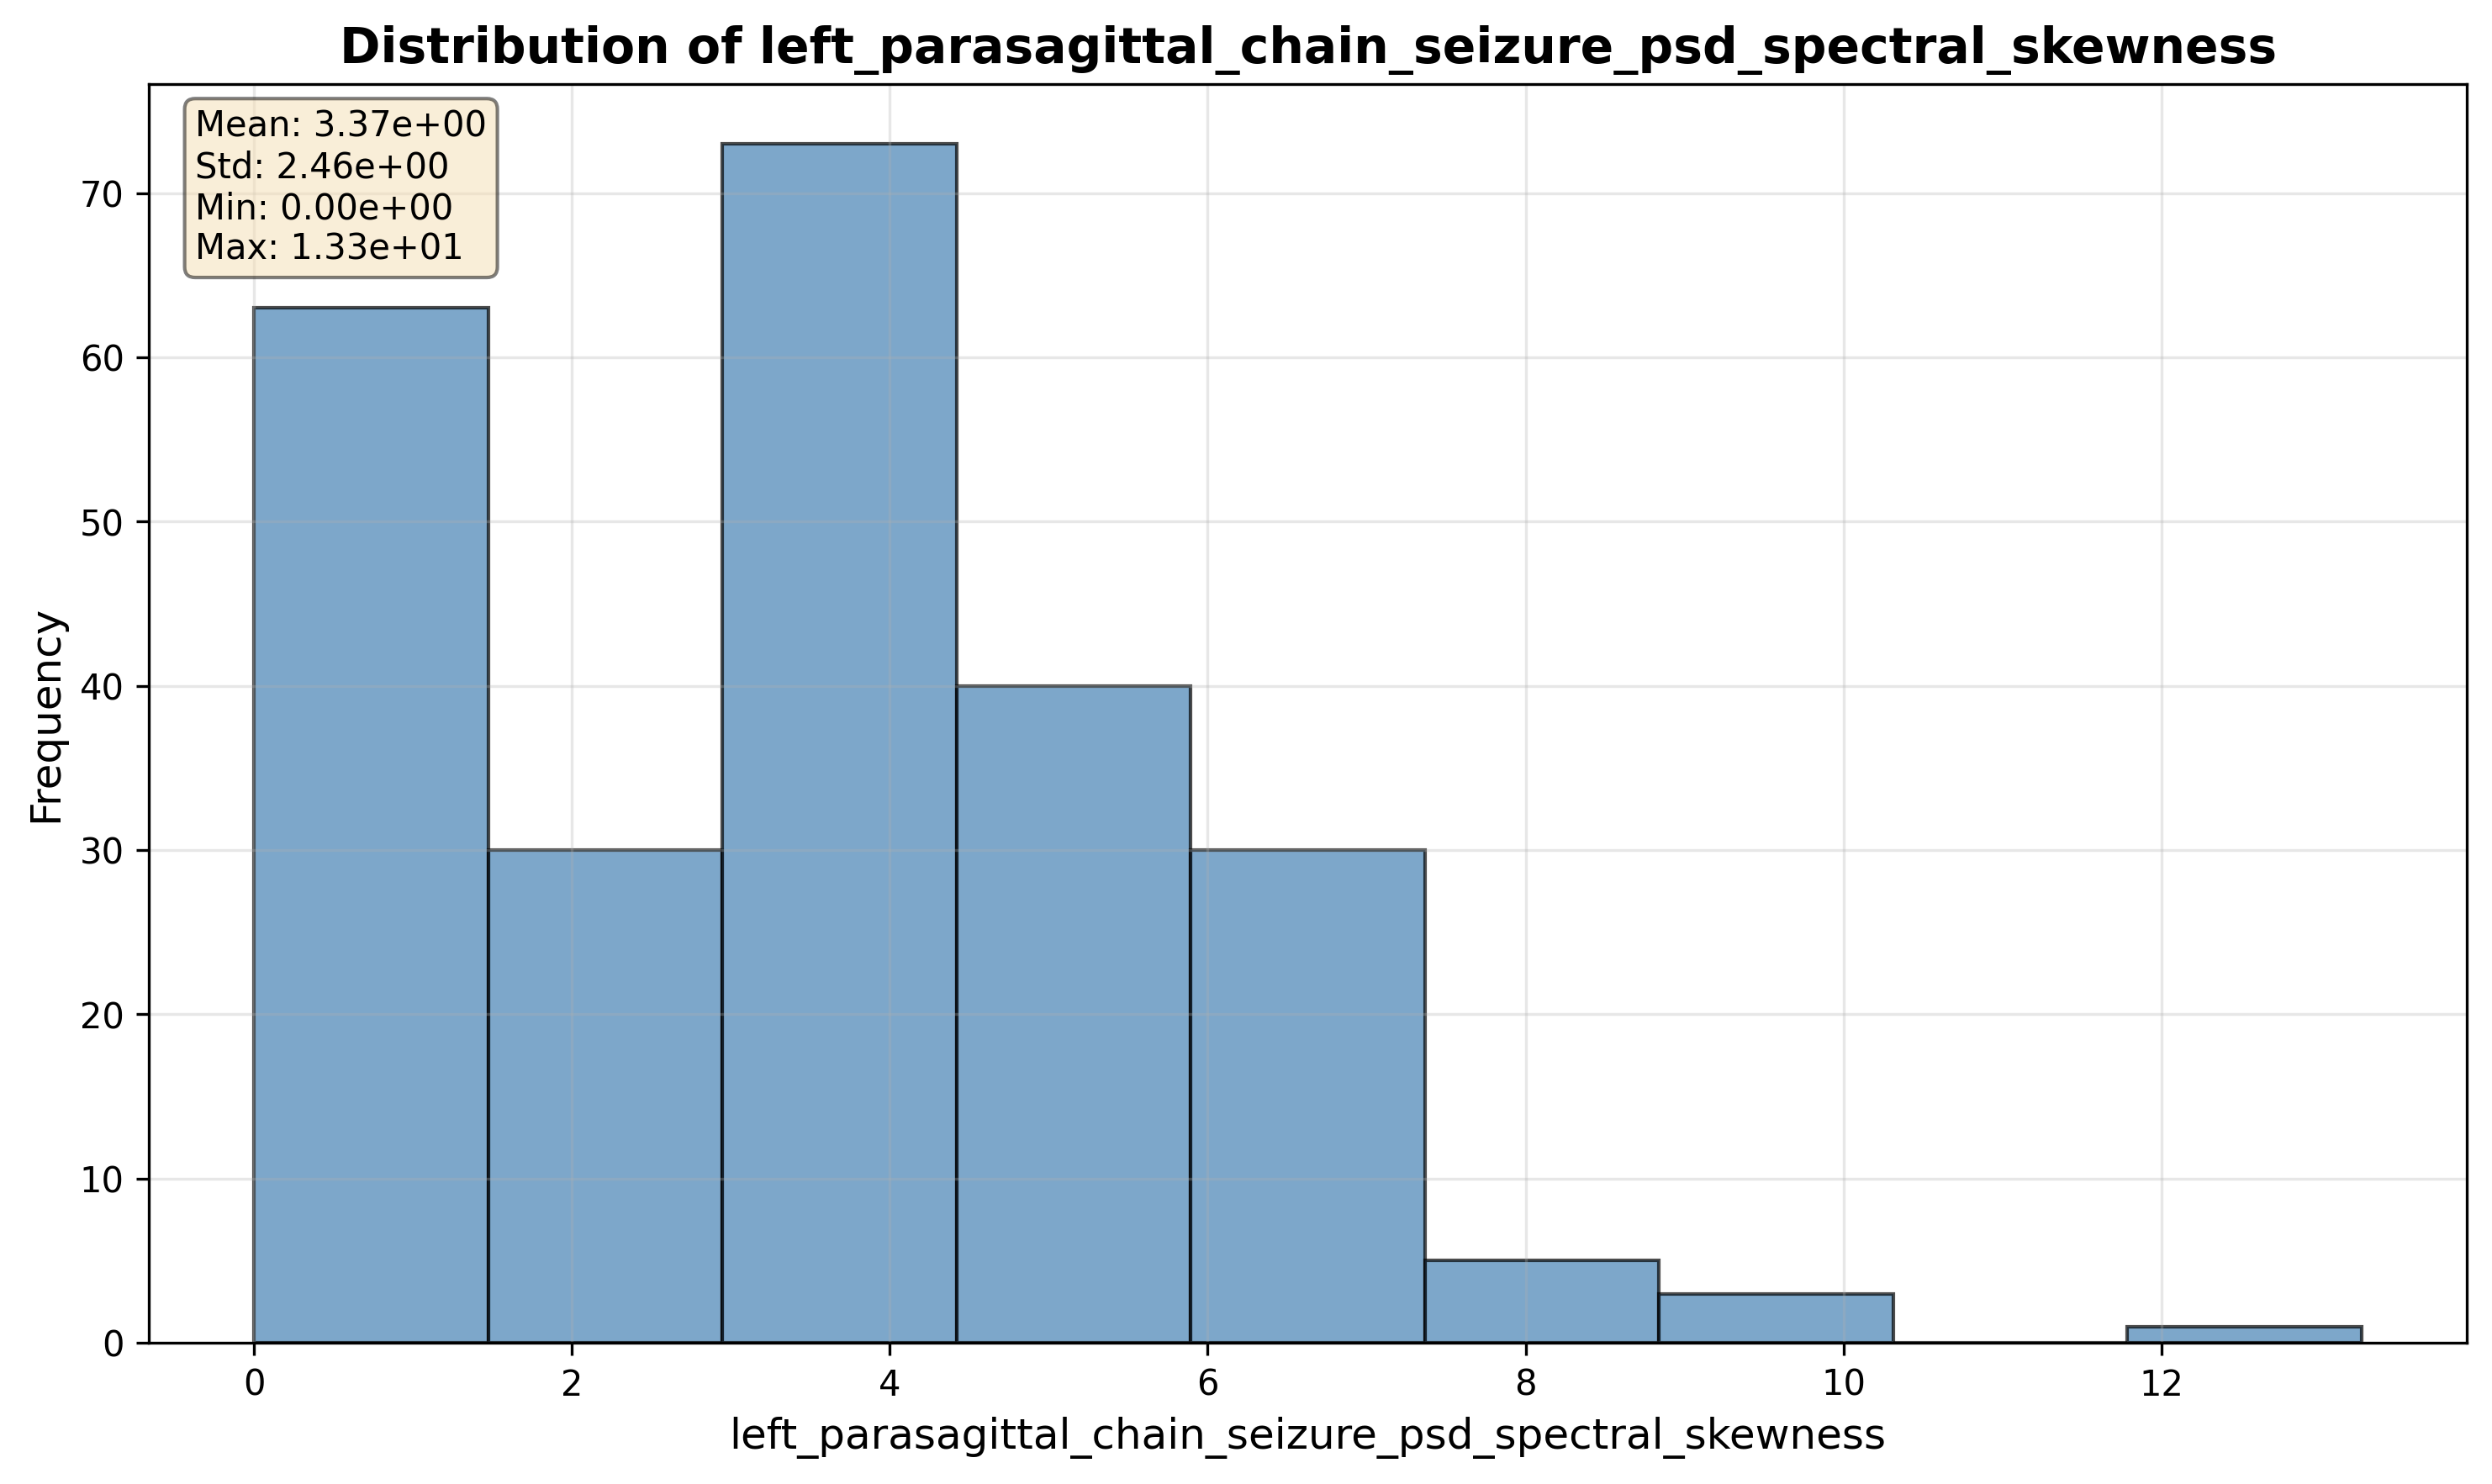 Distribution of left_parasagittal_chain_seizure_psd_spectral_skewness
Mean: 3.37e+00
Std: 2.46e+00
Min: 0.00e+00
Max: 1.33e+01
Frequency
70
60
50
40
30
20
10
0
0 2 4 6 8 10 12
left_parasagittal_chain_seizure_psd_spectral_skewness